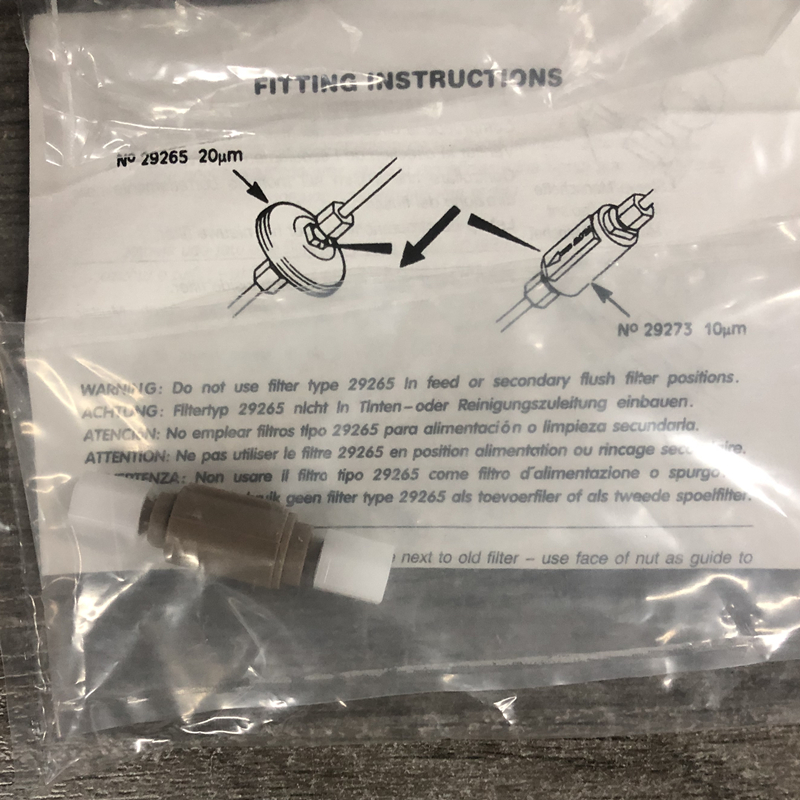 FITTING INSTRUCTIONS
Nº 29265 20µm
FLOW
Nº 29273 10µm
WARNING: Do not use filter type 29265 in feed or secondary flush filter positions.
ACHTUNG: Filtertyp 29265 nicht in Tinten-oder Reinigungszuleitung einbauen.
ATENCIÓN: No emplear filtros tipo 29265 para alimentación o limpieza secundaria.
ATTENTION: Ne pas utiliser le filtre 29265 en position alimentation ou rincage
Non usare il filtro tipo 29265 come filtro d'alimentazione o spurgo.
geen filter type 29265 als toevoerfiler of als tweede spoelfilter.
next to old filter - use face of nut as guide to